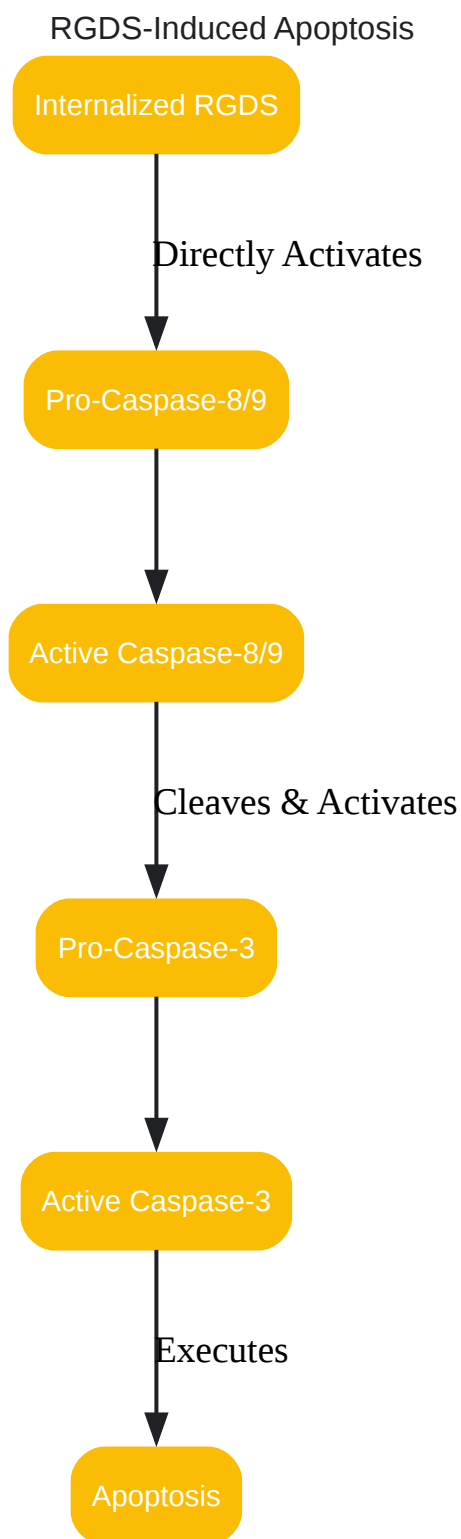 RGDS-Induced Apoptosis
Internalized RGDS
Directly Activates
Pro-Caspase-8/9
Active Caspase-8/9
Cleaves & Activates
Pro-Caspase-3
Active Caspase-3
Executes
Apoptosis